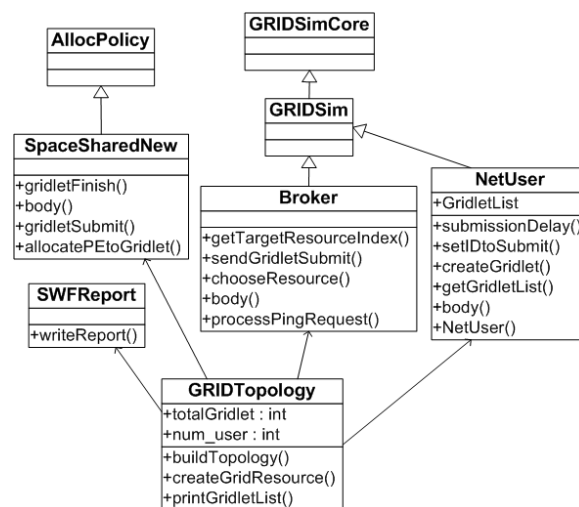 GRIDSimCore
AllocPolicy
GRIDSim
SpaceSharedNew
+gridletFinish()
+body()
+gridletSubmit()
+allocatePEtoGridlet()
Broker
+getTargetResourceIndex()
+sendGridletSubmit()
+chooseResource()
+body()
+processPingRequest()
NetUser
+GridletList
+submissionDelay()
+setIDtoSubmit()
+createGridlet()
+getGridletList()
+body()
+NetUser()
SWFReport
+writeReport()
GRIDTopology
+totalGridlet : int
+num_user : int
+buildTopology()
+createGridResource()
+printGridletList()